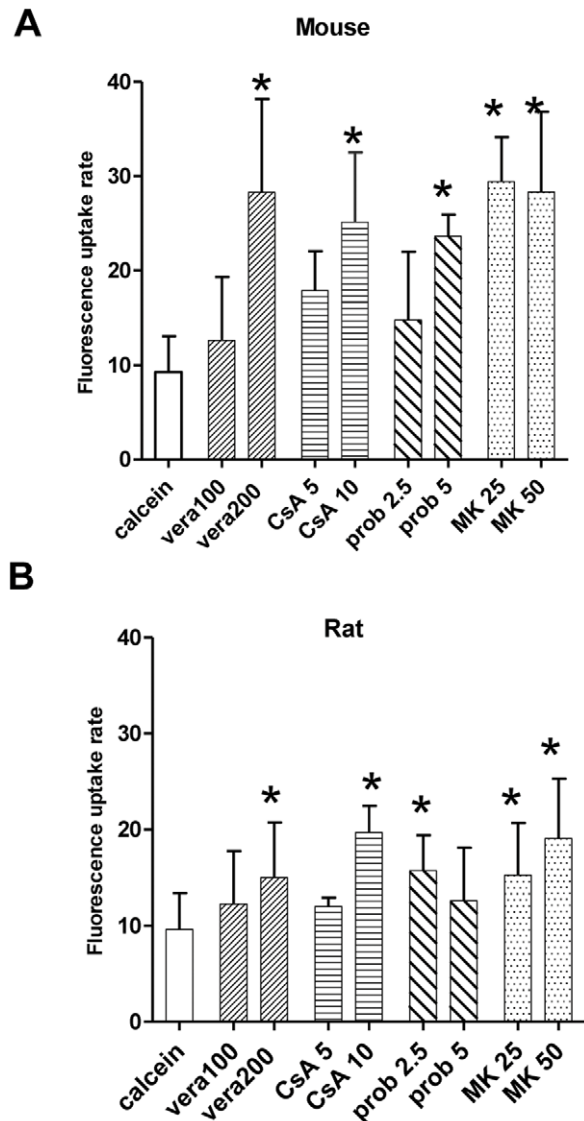 A
Mouse
Fluorescence uptake rate
40
30
20
10
0
* * * * *
calcein vera100 vera200 CsA 5 CsA 10 prob 2.5 prob 5 MK 25 MK 50
B
Rat
Fluorescence uptake rate
40
30
20
10
0
* * * * *
calcein vera100 vera200 CsA 5 CsA 10 prob 2.5 prob 5 MK 25 MK 50